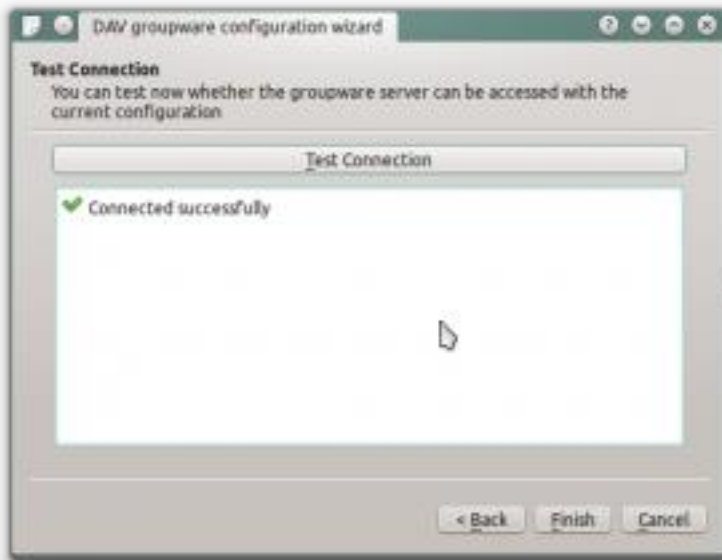 DAV groupware configuration wizard
Test Connection
You can test now whether the groupware server can be accessed with the
current configuration
Test Connection
Connected successfully
< Back Finish Cancel